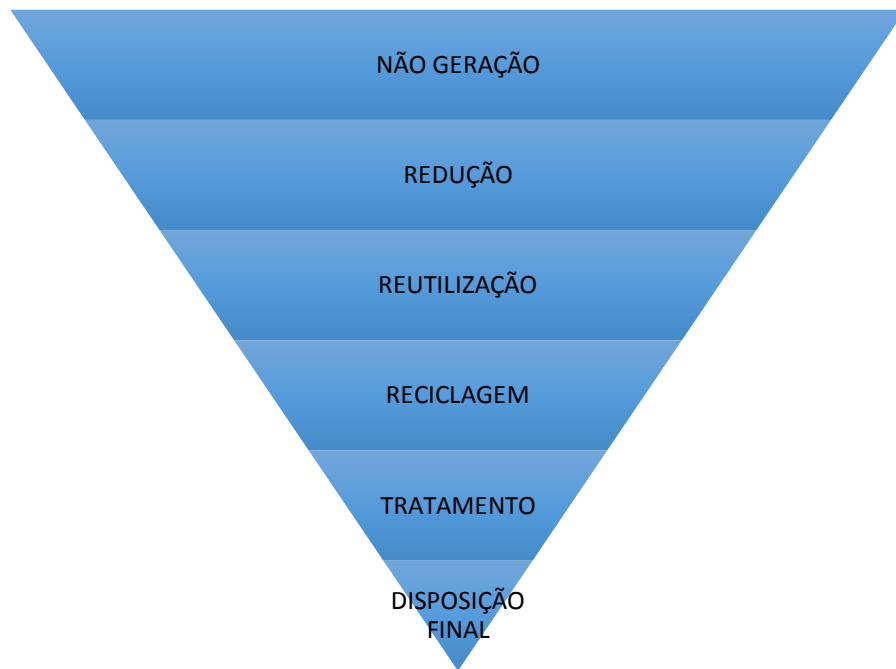 NÃO GERAÇÃO
REDUÇÃO
REUTILIZAÇÃO
RECICLAGEM
TRATAMENTO
DISPOSIÇÃO
FINAL